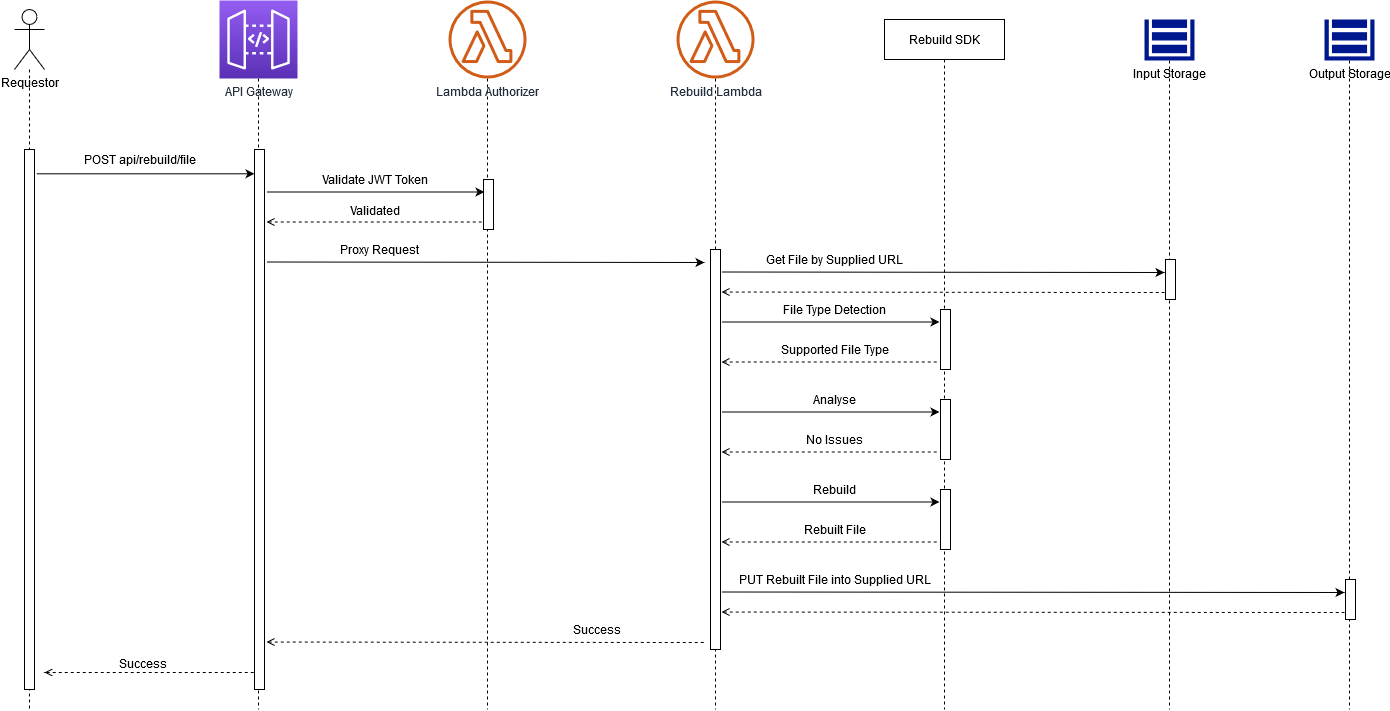 Requestor
API Gateway
Lambda Authorizer
Rebuild Lambda
Rebuild SDK
Input Storage
Output Storage
POST api/rebuild/file
Validate JWT Token
Validated
Proxy Request
Get File by Supplied URL
File Type Detection
Supported File Type
Analyse
No Issues
Rebuild
Rebuilt File
PUT Rebuilt File into Supplied URL
Success
Success